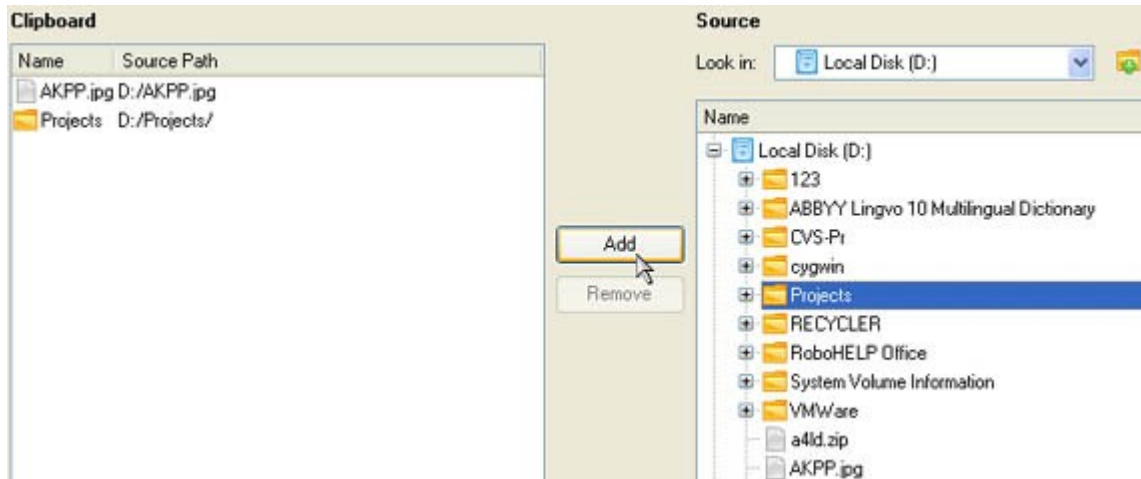 Clipboard
Name Source Path
AKPP.jpg D:/AKPP.jpg
Projects D:/Projects/
Add
Remove
Source
Look in: Local Disk (D:)
Name
Local Disk (D:)
123
ABBYY Lingvo 10 Multilingual Dictionary
CVS-Pr
cygwin
Projects
RECYCLER
RoboHELP Office
System Volume Information
VMWare
a4ld.zip
AKPP.jpg